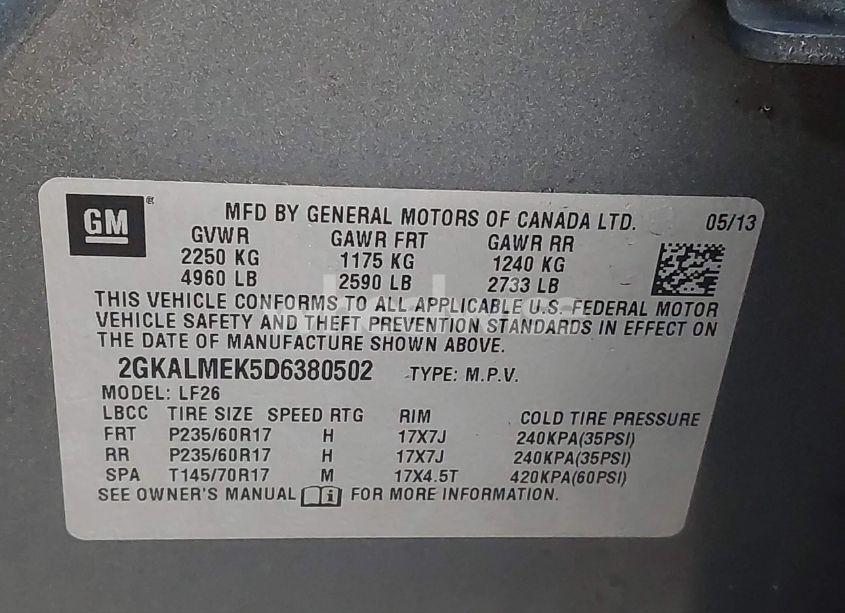 GM ® MFD BY GENERAL MOTORS OF CANADA LTD. 05/13
GVWR GAWR FRT GAWR RR
2250 KG 1175 KG 1240 KG
4960 LB 2590 LB 2733 LB
THIS VEHICLE CONFORMS TO ALL APPLICABLE U.S. FEDERAL MOTOR
VEHICLE SAFETY AND THEFT PREVENTION STANDARDS IN EFFECT ON
THE DATE OF MANUFACTURE SHOWN ABOVE.
2GKALMEK5D6380502 TYPE: M.P.V.
MODEL: LF26
LBCC TIRE SIZE SPEED RTG RIM COLD TIRE PRESSURE
FRT P235/60R17 H 17X7J 240KPA(35PSI)
RR P235/60R17 H 17X7J 240KPA(35PSI)
SPA T145/70R17 M 17X4.5T 420KPA(60PSI)
SEE OWNER'S MANUAL i FOR MORE INFORMATION.